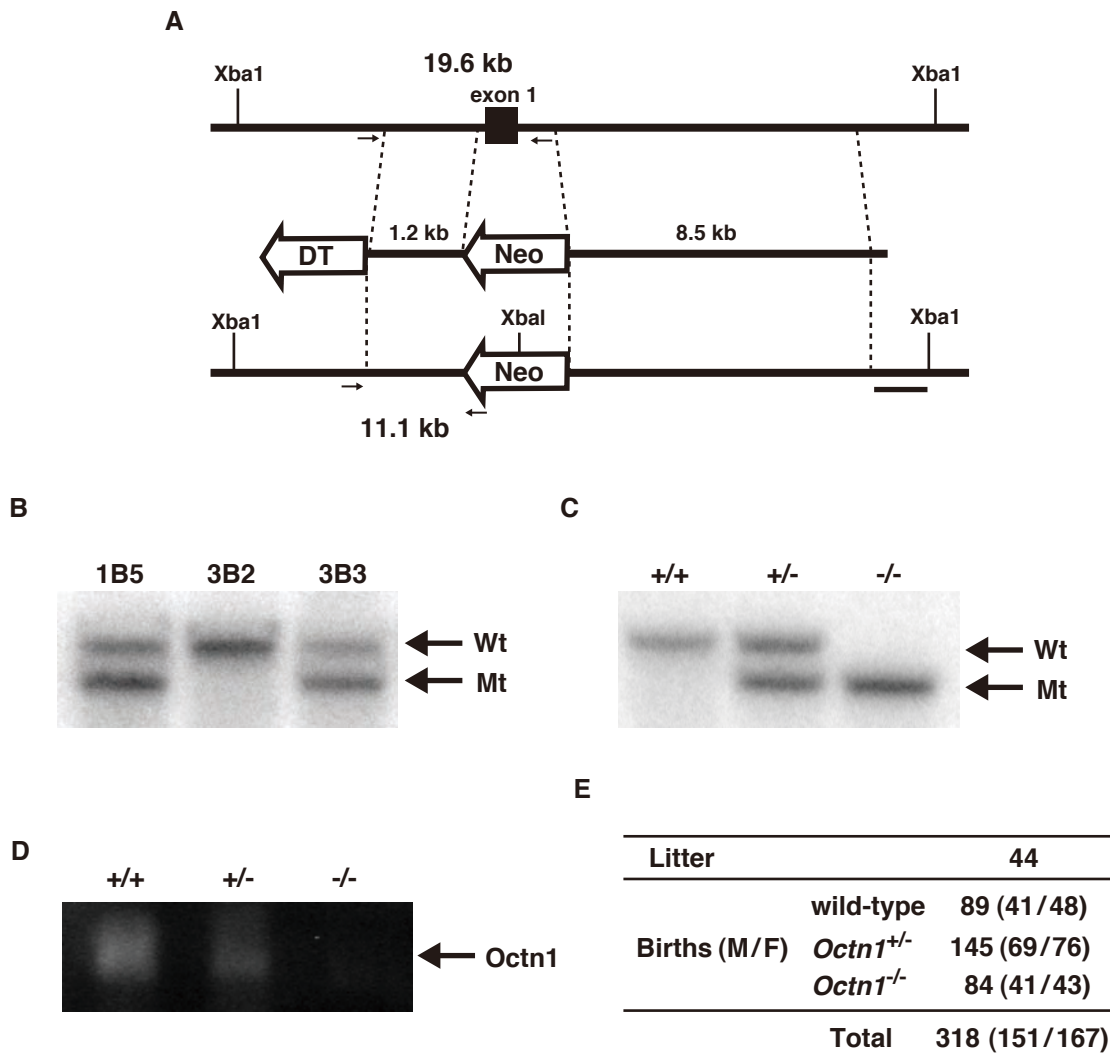 A
19.6 kb
Xba1
Xba1
exon 1
1.2 kb
8.5 kb
DT
Neo
Xba1
XbaI
Xba1
Neo
11.1 kb
B
1B5 3B2 3B3
Wt
Mt
C
+/+ +/- -/-
Wt
Mt
D
+/+ +/- -/-
Octn1
E
Litter 44
wild-type 89 (41/48)
Births (M/F) Octn1+/- 145 (69/76)
Octn1-/- 84 (41/43)
Total 318 (151/167)